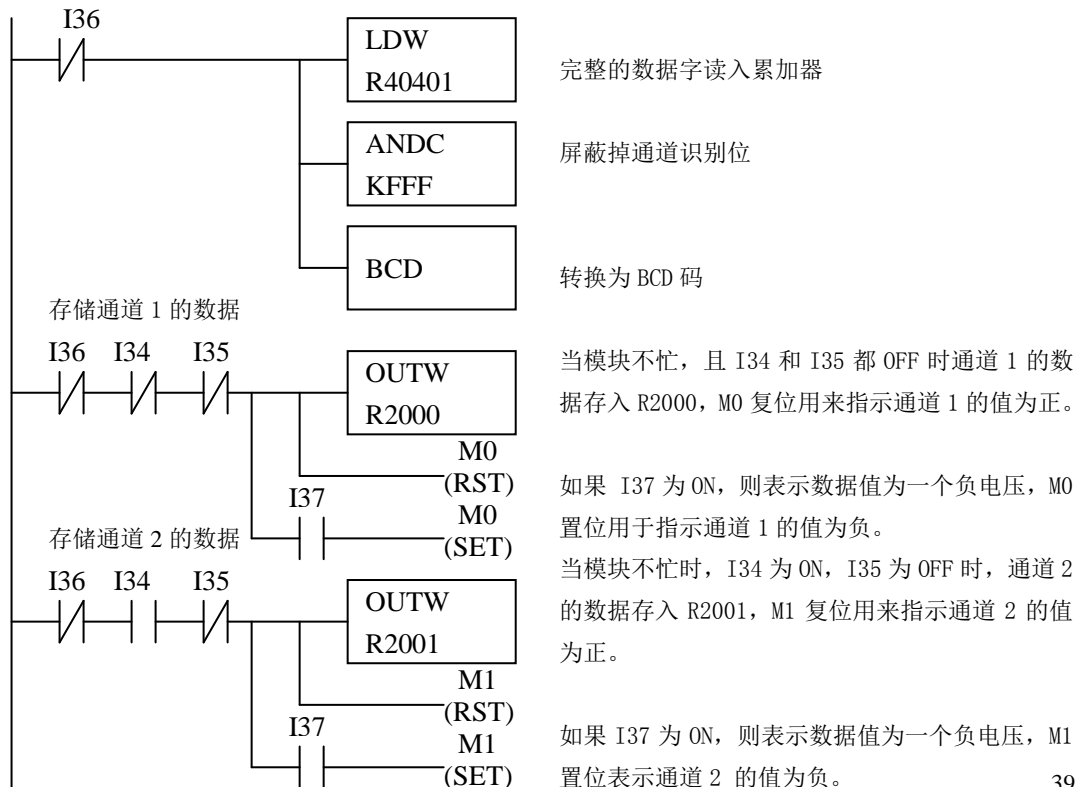 I36
LDW
R40401
完整的数据字读入累加器
ANDC
KFFF
屏蔽掉通道识别位
BCD
转换为 BCD 码
存储通道 1 的数据
I36 I34 I35
OUTW
R2000
当模块不忙，且 I34 和 I35 都 OFF 时通道 1 的数
据存入 R2000，M0 复位用来指示通道 1 的值为正。
M0
(RST)
I37
M0
(SET)
如果 I37 为 ON，则表示数据值为一个负电压，M0
置位用于指示通道 1 的值为负。
存储通道 2 的数据
I36 I34 I35
OUTW
R2001
当模块不忙时，I34 为 ON，I35 为 OFF 时，通道 2
的数据存入 R2001，M1 复位用来指示通道 2 的值
为正。
M1
(RST)
I37
M1
(SET)
如果 I37 为 ON，则表示数据值为一个负电压，M1
置位表示通道 2 的值为负。
39